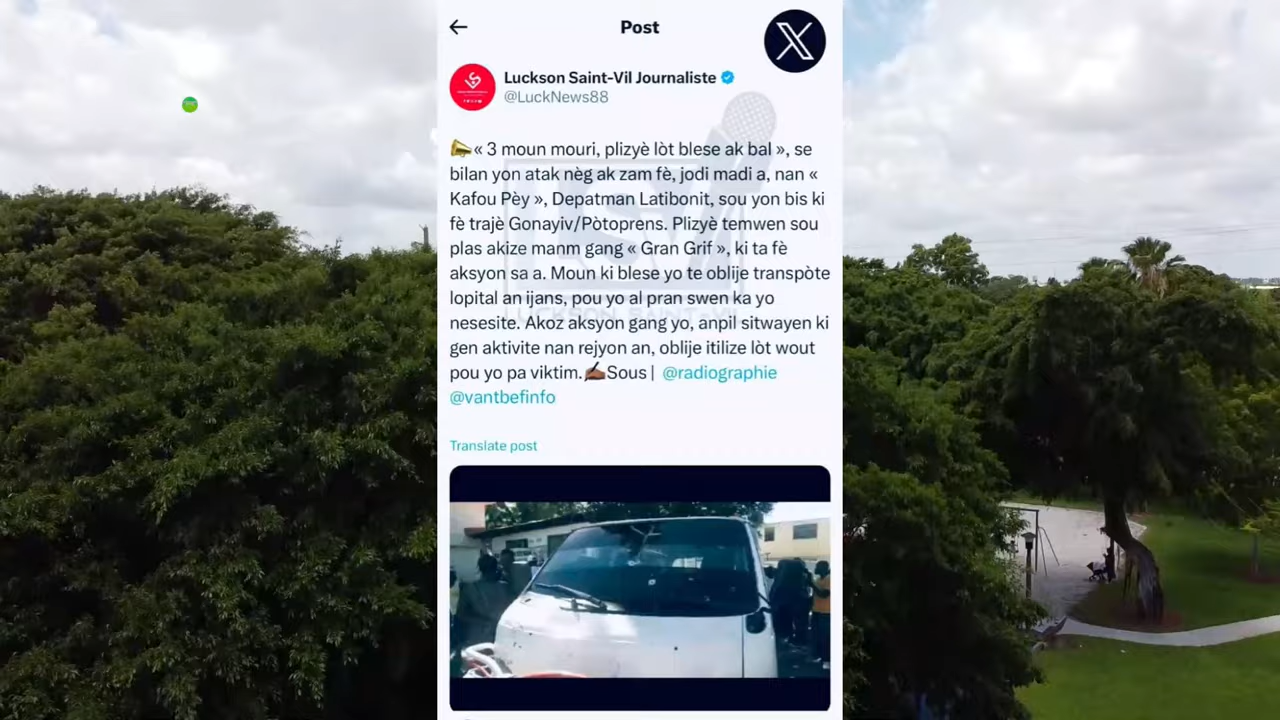 Post
Luckson Saint-Vil Journaliste
@LuckNews88
« 3 moun mouri, plizyè lòt blese ak bal », se
bilan yon atak nèg ak zam fè, jodi madi a, nan «
Kafou Pèy », Depatman Latibonit, sou yon bis ki
fè trajè Gonayiv/Pòtoprens. Plizyè temwen sou
plas akize manm gang « Gran Grif », ki ta fè
aksyon sa a. Moun ki blese yo te oblije transpòte
lopital an ijans, pou yo al pran swen ka yo
nesesite. Akoz aksyon gang yo, anpil sitwayen ki
gen aktivite nan rejyon an, oblije itilize lòt wout
pou yo pa viktim.✍🏾Sous | @radiographie
@vantbefinfo
Translate post
LSV
LUCKSON SAINT-VIL